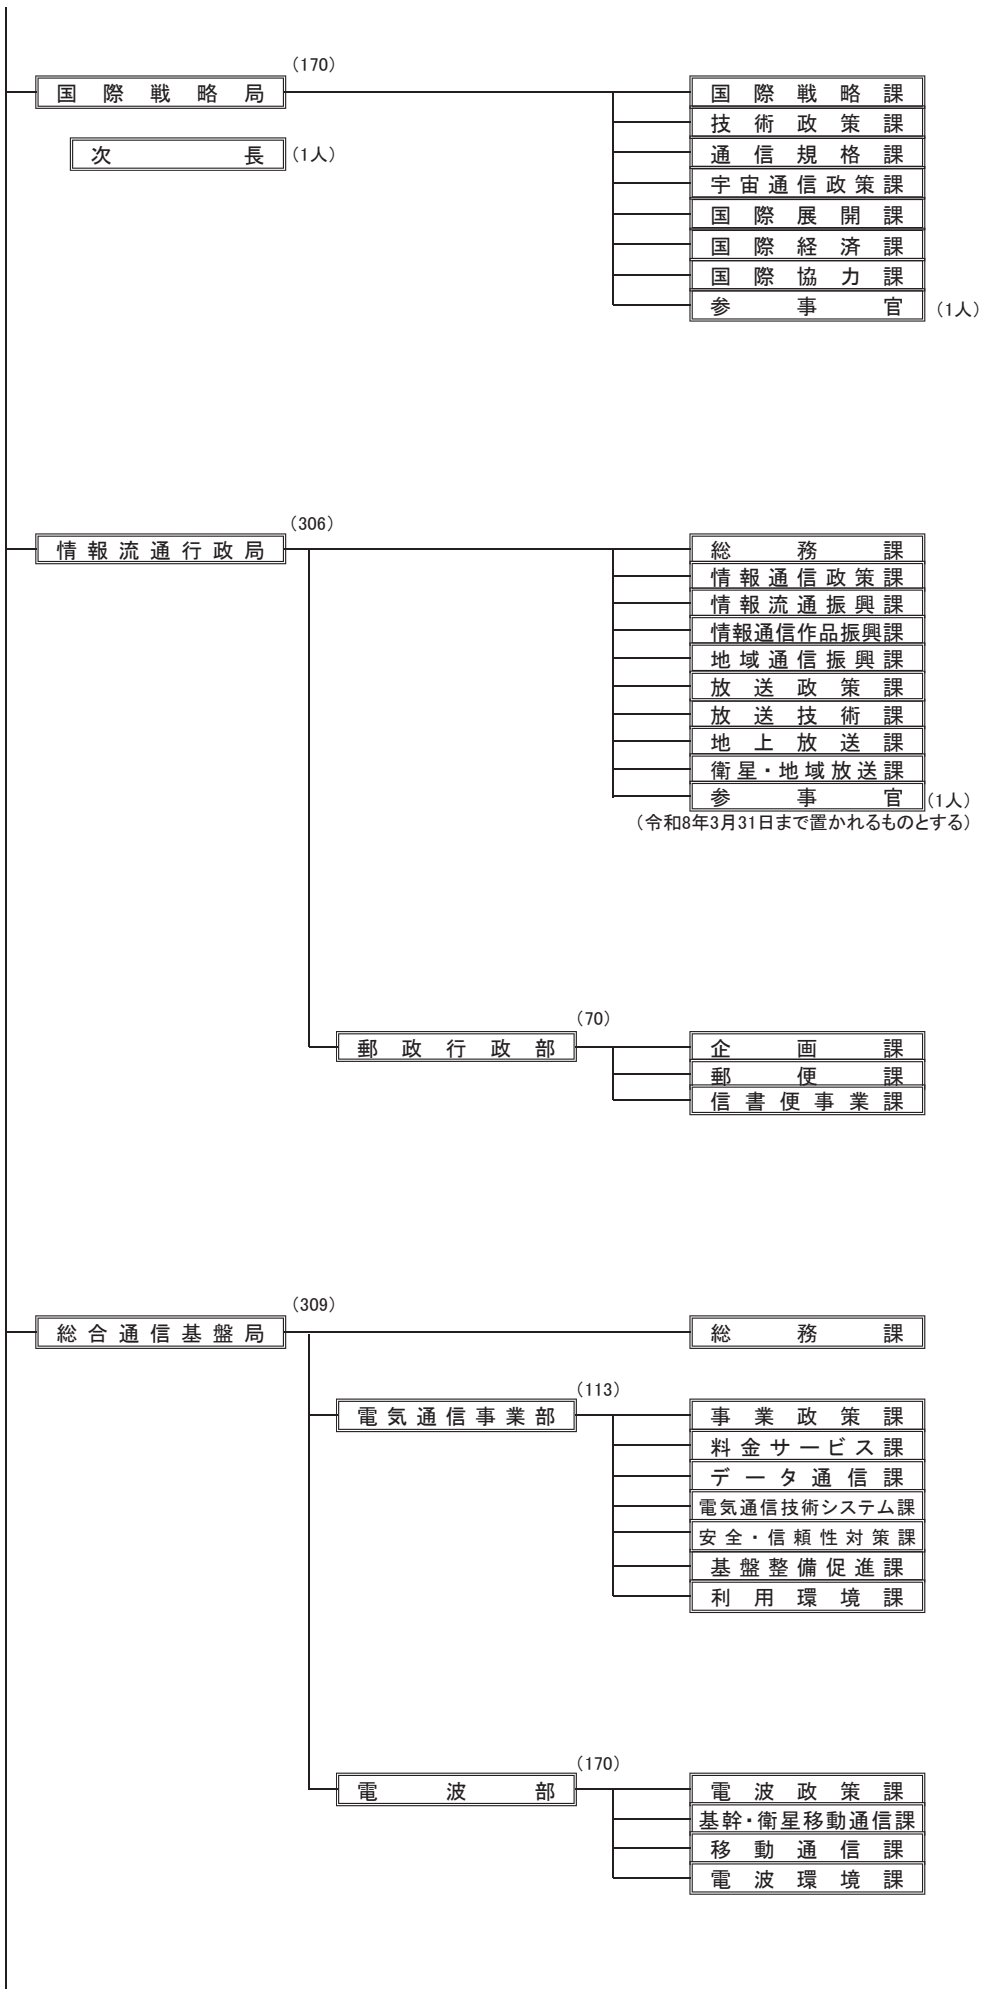 （170）
国際戦略局
国際戦略課
技術政策課
次長（1人）
通信規格課
宇宙通信政策課
国際展開課
国際経済課
国際協力課
参事官（1人）
（306）
情報流通行政局
総務課
情報通信政策課
情報流通振興課
情報通信作品振興課
地域通信振興課
放送政策課
放送技術課
地上放送課
衛星・地域放送課
参事官（1人）
（令和8年3月31日まで置かれるものとする）
（70）
郵政行政部
企画課
郵便課
信書便事業課
（309）
総合通信基盤局
総務課
（113）
電気通信事業部
事業政策課
料金サービス課
データ通信課
電気通信技術システム課
安全・信頼性対策課
基盤整備促進課
利用環境課
（170）
電波部
電波政策課
基幹・衛星移動通信課
移動通信課
電波環境課